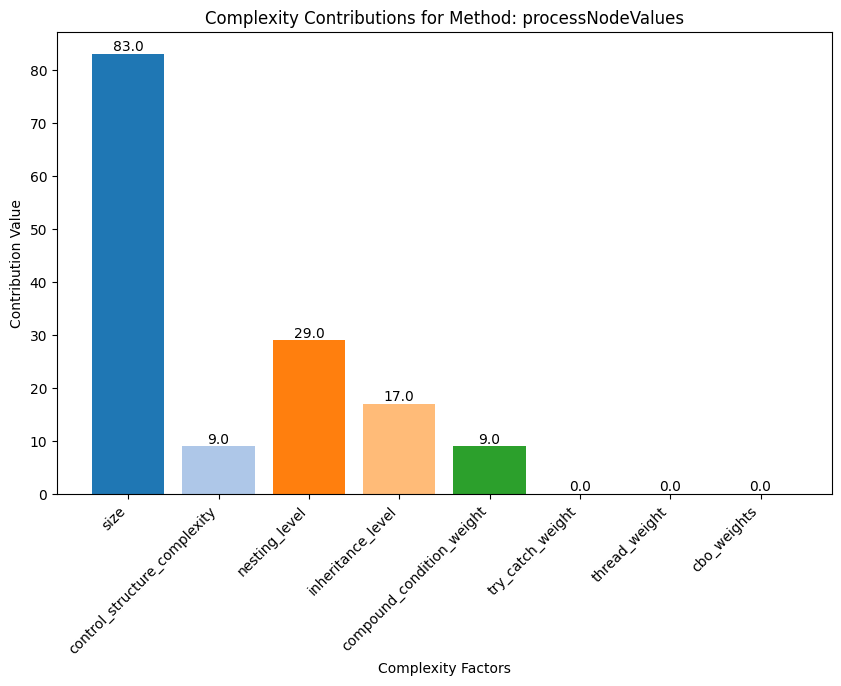 Complexity Contributions for Method: processNodeValues
Contribution Value
80
70
60
50
40
30
20
10
0
83.0
9.0
29.0
17.0
9.0
0.0
0.0
0.0
size
control_structure_complexity
nesting_level
inheritance_level
compound_condition_weight
try_catch_weight
thread_weight
cbo_weights
Complexity Factors